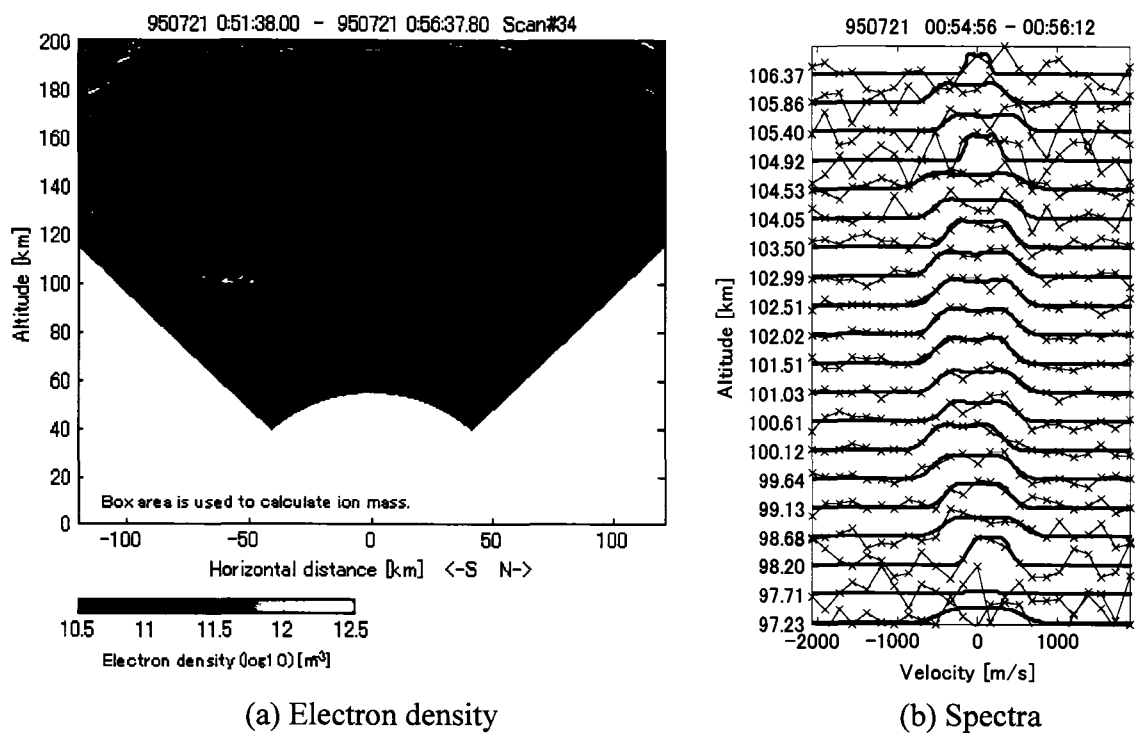 950721 0:51:38.00 - 950721 0:56:37.80 Scan#34
200
180
160
140
120
100
80
60
40
20
0
Altitude [km]
Box area is used to calculate ion mass.
-100 -50 0 50 100
Horizontal distance [km] <-S N->
10.5 11 11.5 12 12.5
Electron density (log10) [m⁻³]
(a) Electron density
950721 00:54:56 - 00:56:12
106.37
105.86
105.40
104.92
104.53
104.05
103.50
102.99
102.51
102.02
101.51
101.03
100.61
100.12
99.64
99.13
98.68
98.20
97.71
97.23
Altitude [km]
-2000 -1000 0 1000
Velocity [m/s]
(b) Spectra